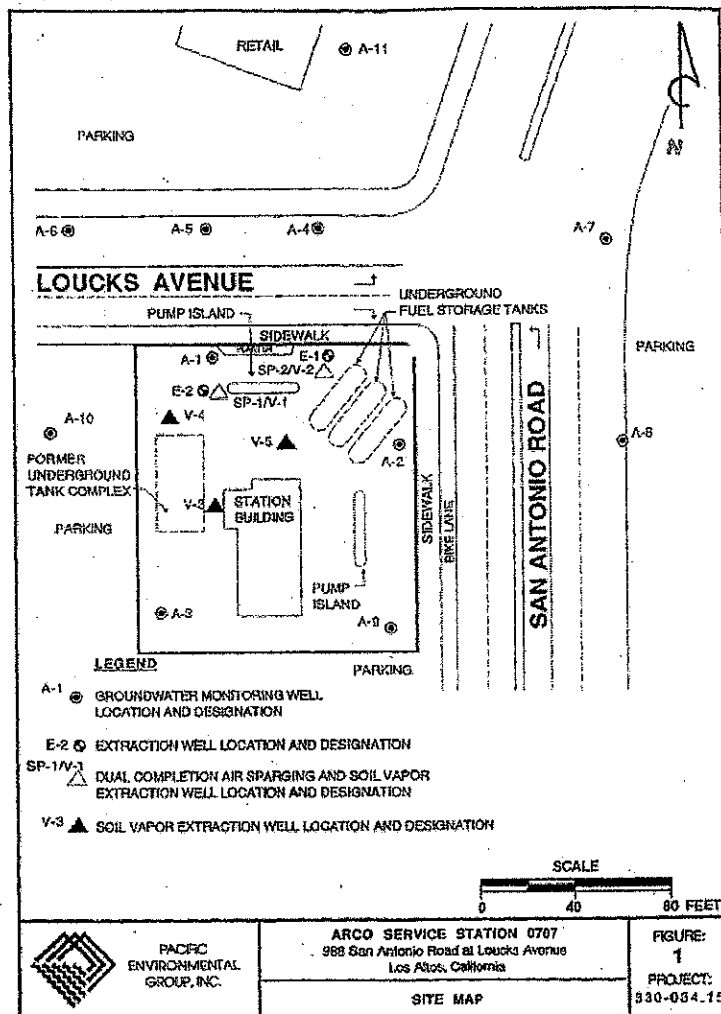 RETAIL
A-11
PARKING
N
A-6
A-5
A-4
A-7
LOUCKS AVENUE
UNDERGROUND
FUEL STORAGE TANKS
PUMP ISLAND
SIDEWALK
PARKING
A-1
E-1
SP-2/V-2
E-2
SP-1/V-1
A-10
V-4
V-5
A-2
A-8
FORMER
UNDERGROUND
TANK COMPLEX
V-3
STATION
BUILDING
PARKING
SIDEWALK
BIKE LANE
SAN ANTONIO ROAD
PUMP
ISLAND
A-3
A-9
PARKING
LEGEND
A-1 GROUNDWATER MONITORING WELL
LOCATION AND DESIGNATION
E-2 EXTRACTION WELL LOCATION AND DESIGNATION
SP-1/V-1 DUAL COMPLETION AIR SPARGING AND SOIL VAPOR
EXTRACTION WELL LOCATION AND DESIGNATION
V-3 SOIL VAPOR EXTRACTION WELL LOCATION AND DESIGNATION
SCALE
0 40 80 FEET
PACIFIC
ENVIRONMENTAL
GROUP, INC.
ARCO SERVICE STATION 0707
988 San Antonio Road at Loucks Avenue
Los Altos, California
SITE MAP
FIGURE:
1
PROJECT:
330-034.15